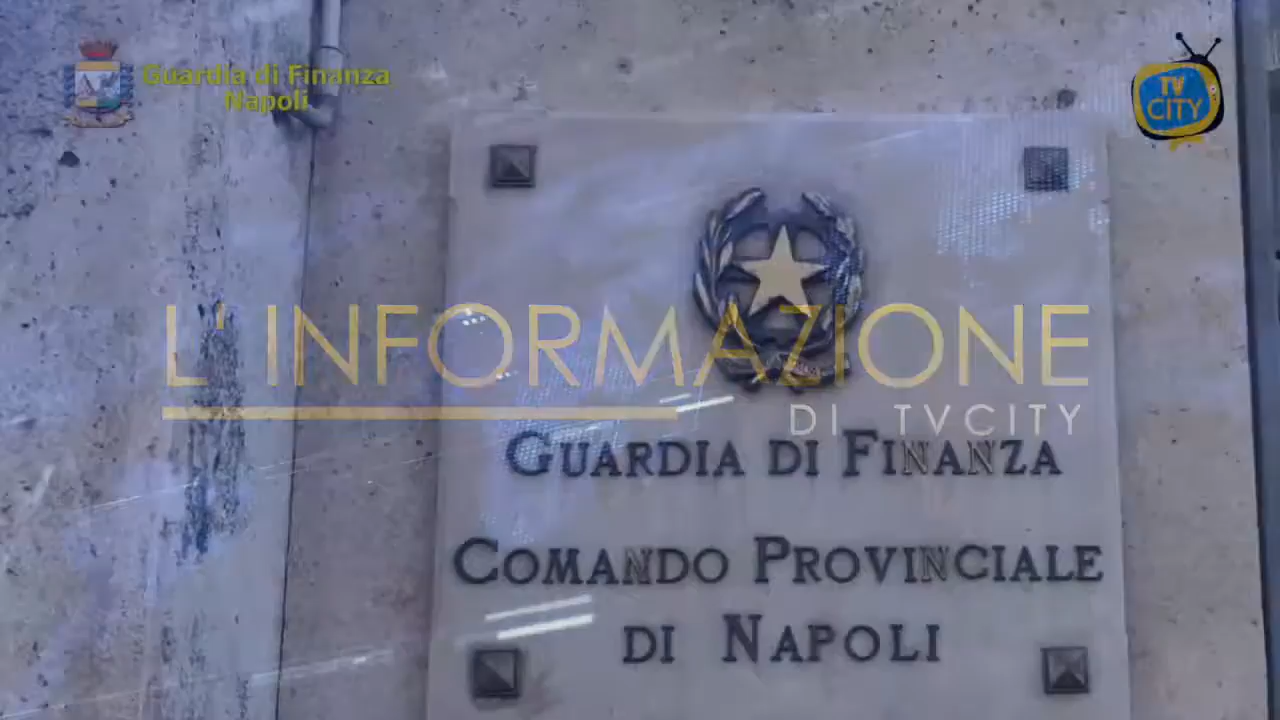 Guardia di Finanza
Napoli
TV
CITY
L'INFORMAZIONE
DI TVCITY
GUARDIA DI FINANZA
COMANDO PROVINCIALE
DI NAPOLI